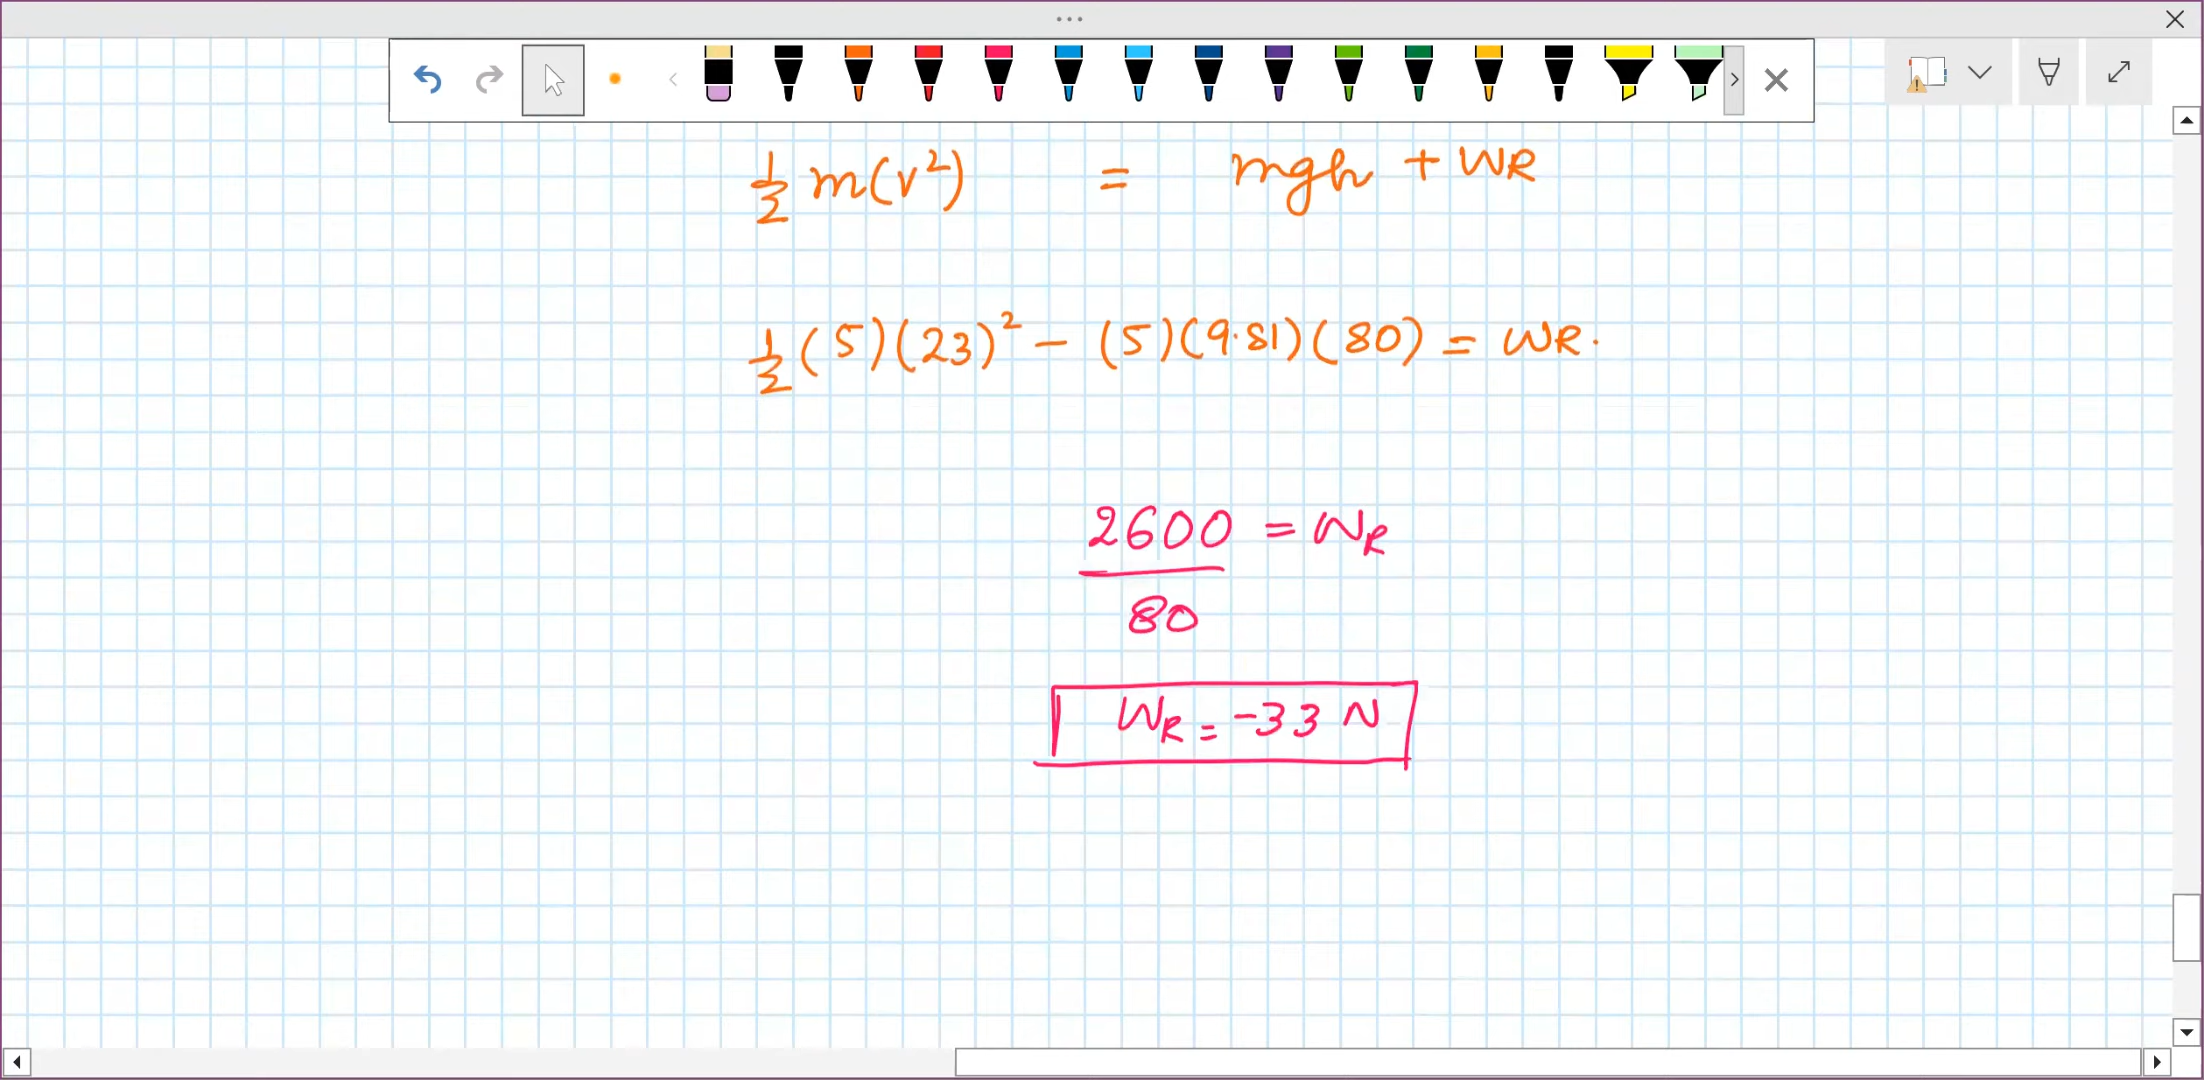 ½ m(v²) = mgh + WR
½(5)(23)² – (5)(9.81)(80) = WR.
2600 = WR
80
WR = -33 N